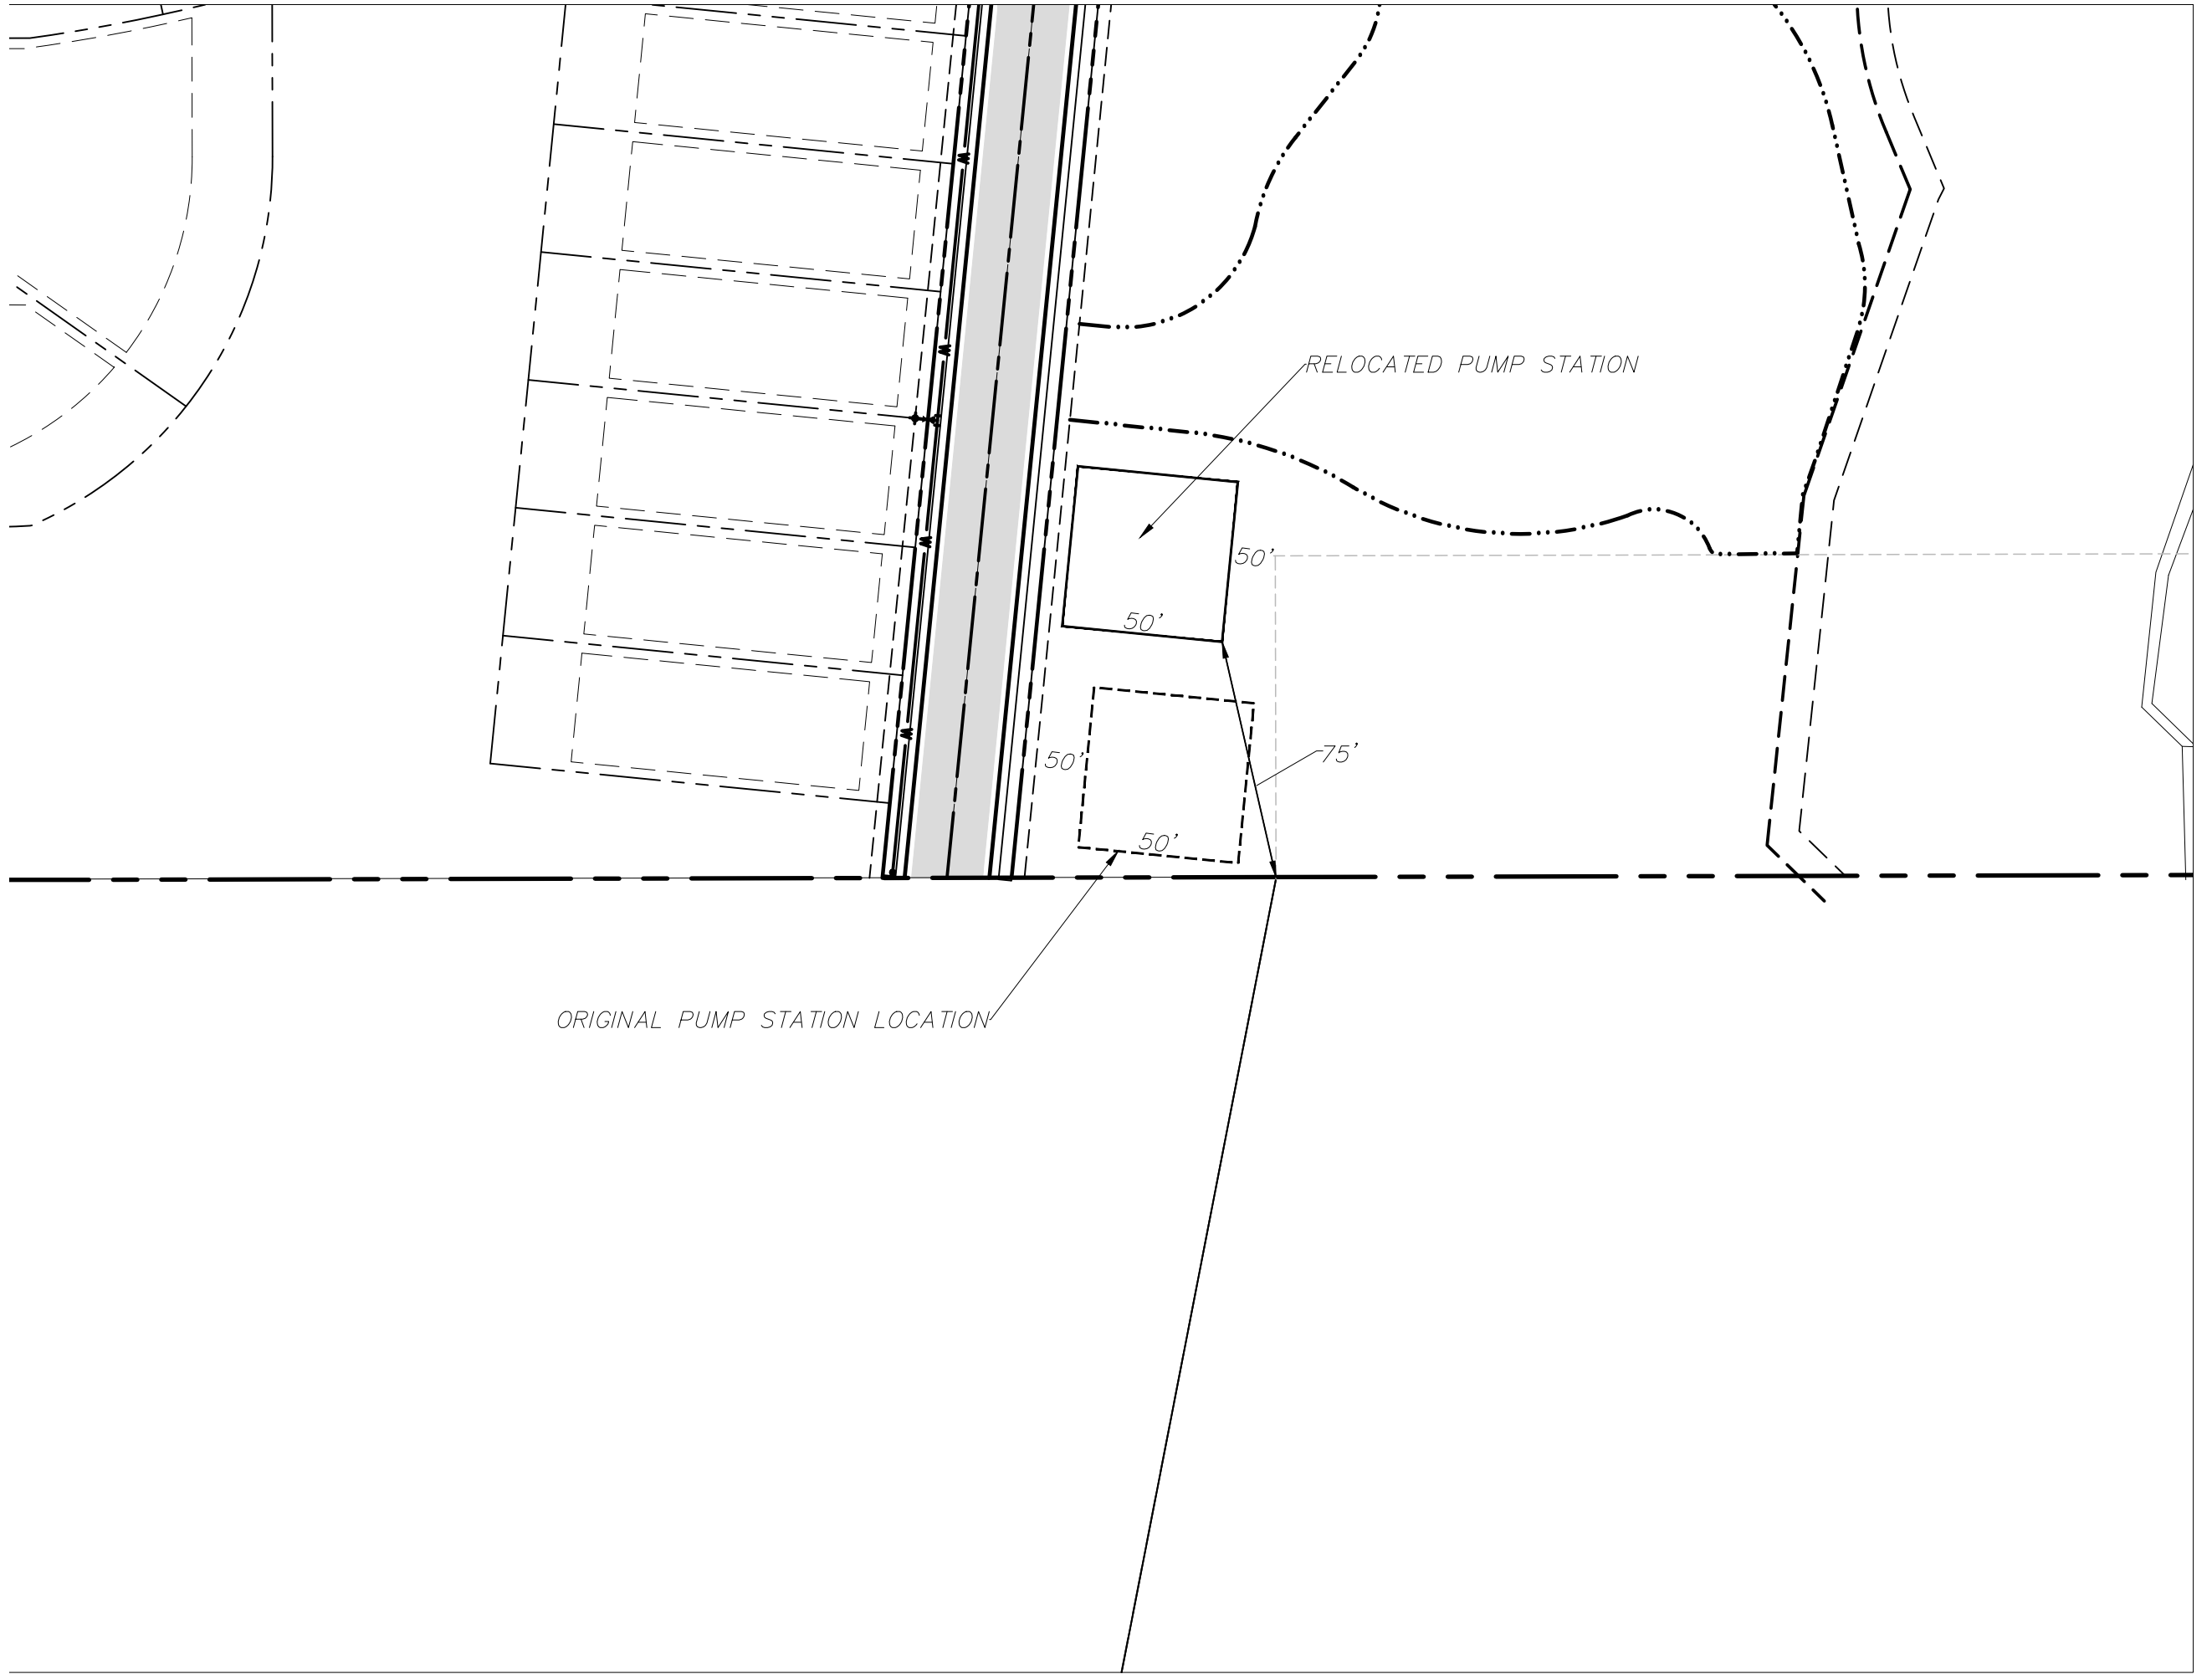 W
W
RELOCATED PUMP STATION
W
50'
50'
W
75'
50'
50'
ORIGINAL PUMP STATION LOCATION